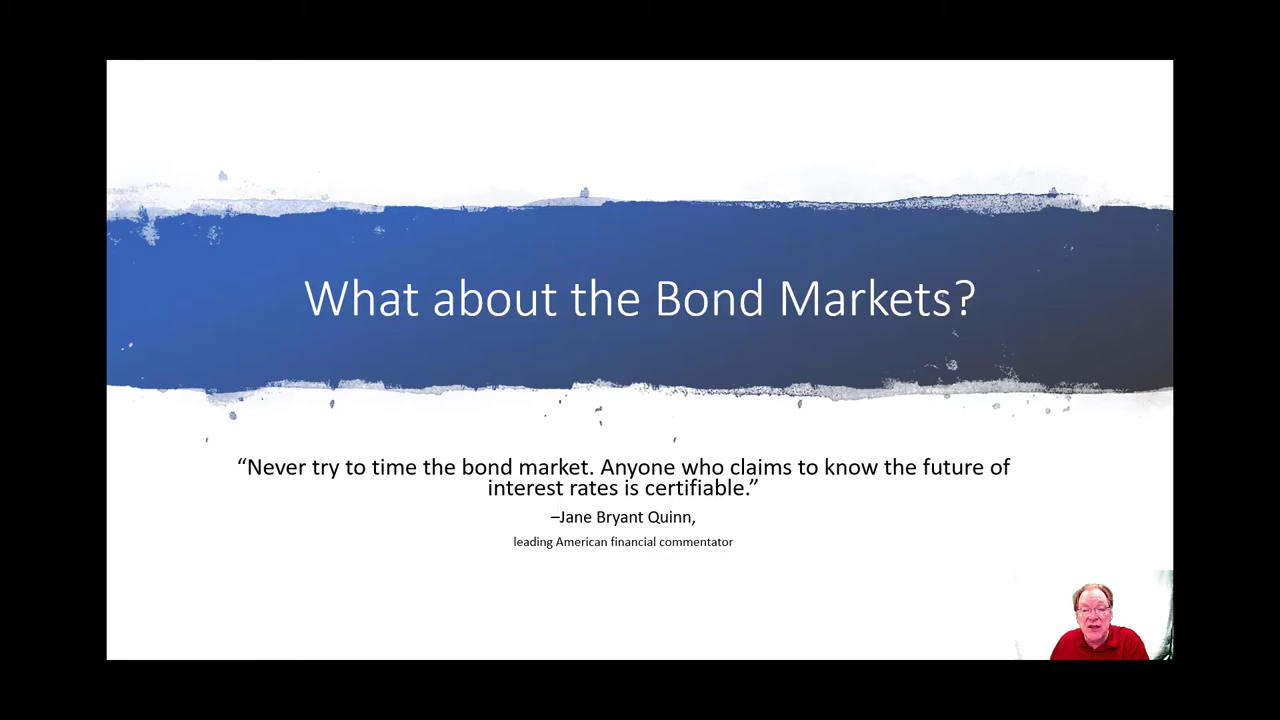 What about the Bond Markets?
“Never try to time the bond market. Anyone who claims to know the future of
interest rates is certifiable.”
–Jane Bryant Quinn,
leading American financial commentator